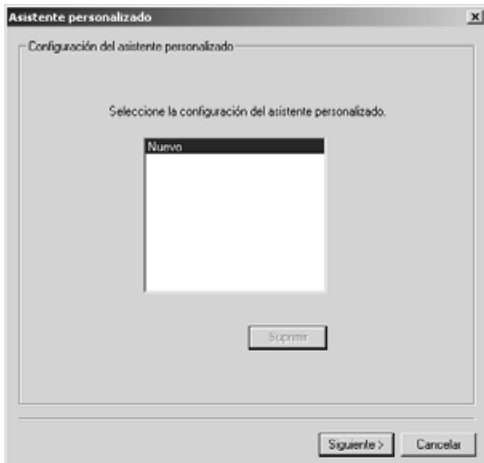 Asistente personalizado
Configuración del asistente personalizado
Seleccione la configuración del asistente personalizado.
Nuevo
Suprimir
Siguiente >
Cancelar